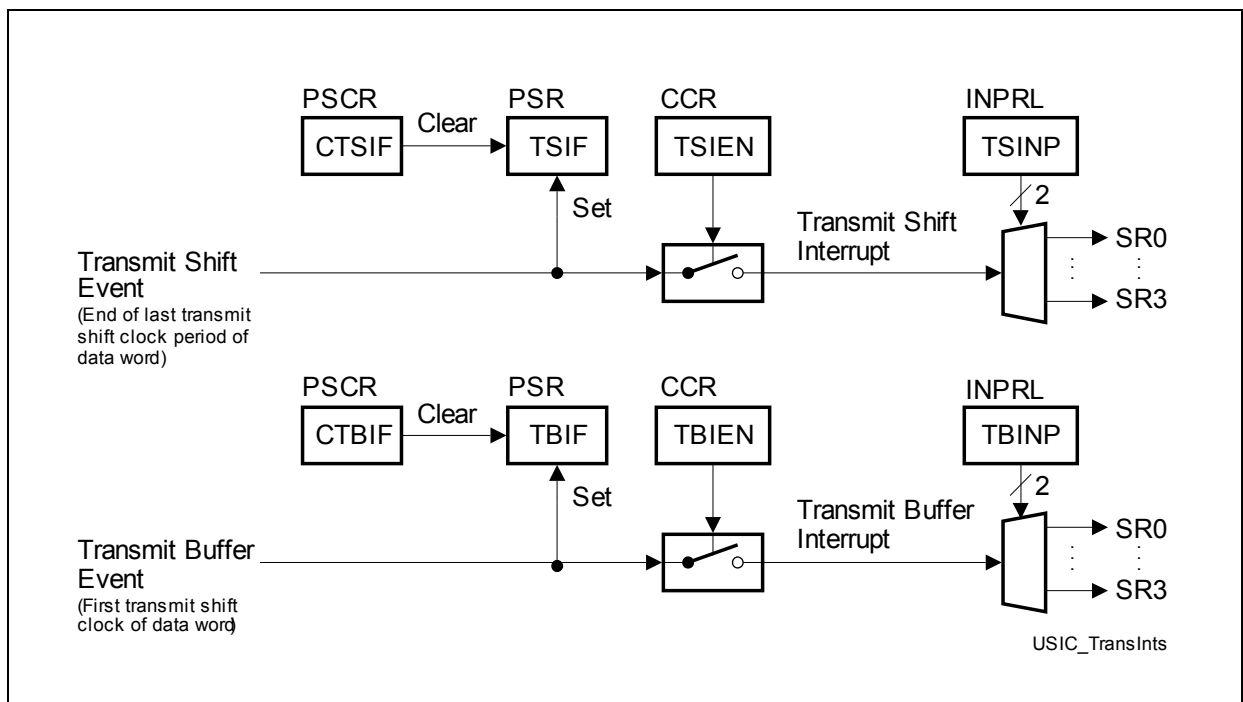 PSCR
PSR
CCR
INPRL
CTSIF
Clear
TSIF
TSIEN
TSINP
Set
2
Transmit Shift
Interrupt
SR0
SR3
Transmit Shift
Event
(End of last transmit
shift clock period of
data word)
PSCR
PSR
CCR
INPRL
CTBIF
Clear
TBIF
TBIEN
TBINP
Set
2
Transmit Buffer
Interrupt
SR0
SR3
Transmit Buffer
Event
(First transmit shift
clock of data word)
USIC_TransInts